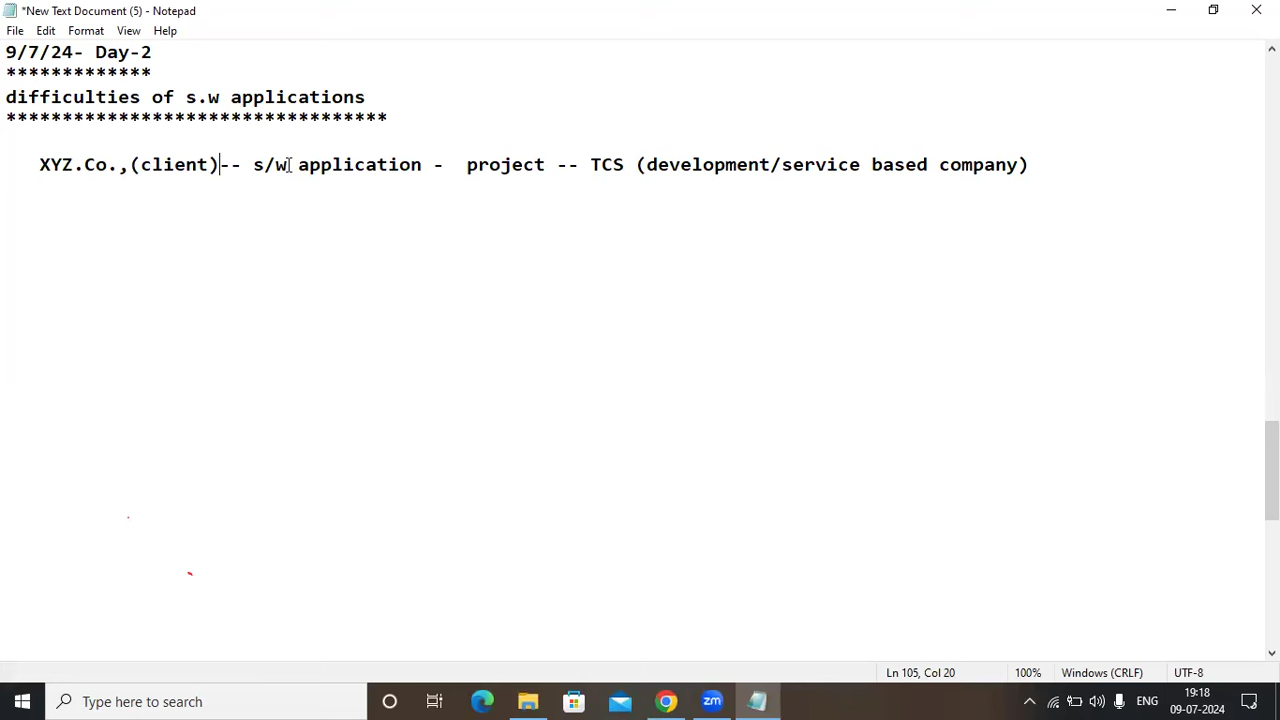 *New Text Document (5) - Notepad
File Edit Format View Help
9/7/24- Day-2
*************
difficulties of s.w applications
**********************************
XYZ.Co.,(client)-- s/w application -  project -- TCS (development/service based company)
Ln 105, Col 20 100% Windows (CRLF) UTF-8
Type here to search
zm
ENG
19:18
09-07-2024